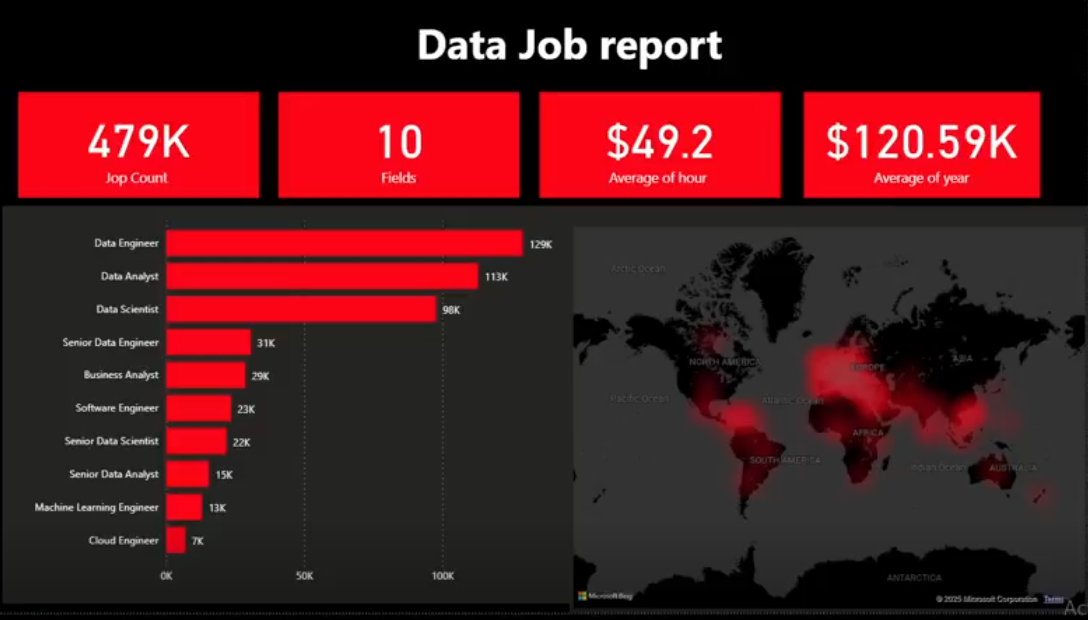 Data Job report
479K
Jop Count
10
Fields
$49.2
Average of hour
$120.59K
Average of year
Data Engineer 129K
Data Analyst 113K
Data Scientist 98K
Senior Data Engineer 31K
Business Analyst 29K
Software Engineer 23K
Senior Data Scientist 22K
Senior Data Analyst 15K
Machine Learning Engineer 13K
Cloud Engineer 7K
0K 50K 100K
Arctic Ocean
NORTH AMERICA
EUROPE
ASIA
Pacific Ocean
Atlantic Ocean
AFRICA
SOUTH AMERICA
Indian Ocean
AUSTRALIA
ANTARCTICA
Microsoft Bing
© 2025 Microsoft Corporation Terms
Ac